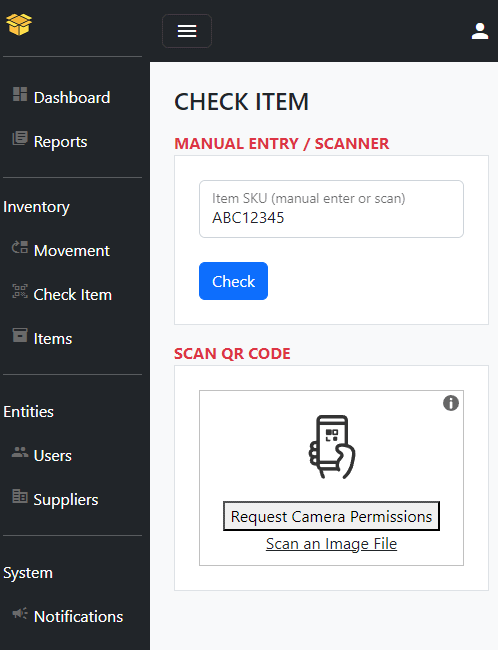 Dashboard
Reports
Inventory
Movement
Check Item
Items
Entities
Users
Suppliers
System
Notifications
CHECK ITEM
MANUAL ENTRY / SCANNER
Item SKU (manual enter or scan)
ABC12345
Check
SCAN QR CODE
Request Camera Permissions
Scan an Image File